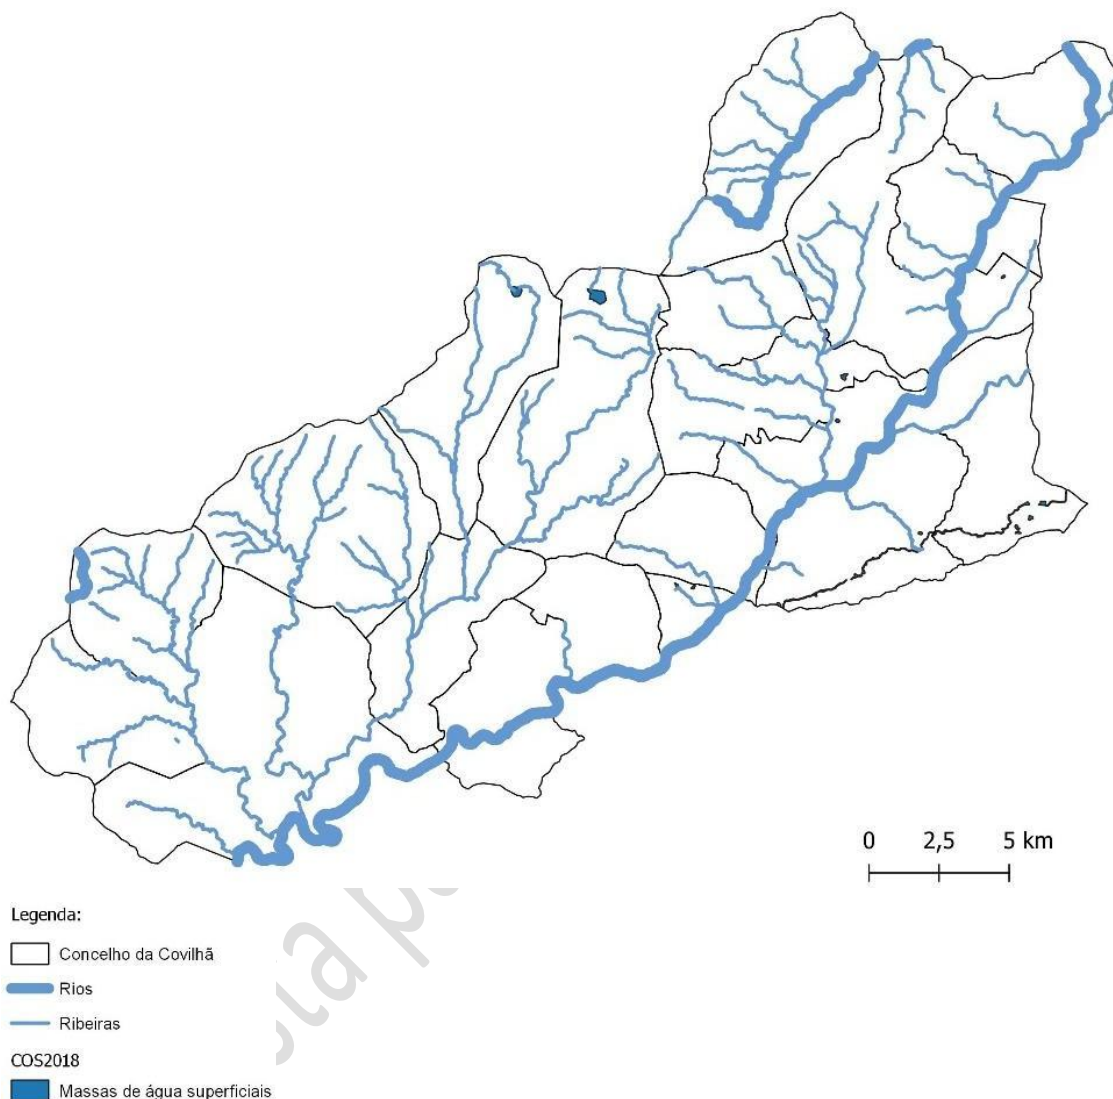 0 2,5 5 km
Legenda:
Concelho da Covilhã
Rios
Ribeiras
COS2018
Massas de água superficiais